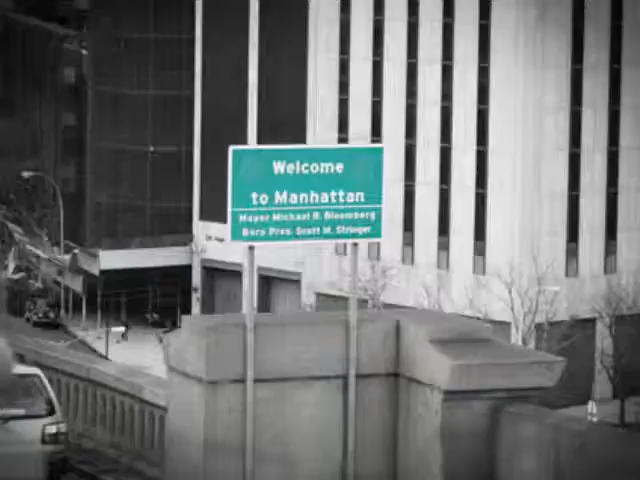 Welcome
to Manhattan
Mayor Michael R. Bloomberg
Boro Pres. Scott M. Stringer